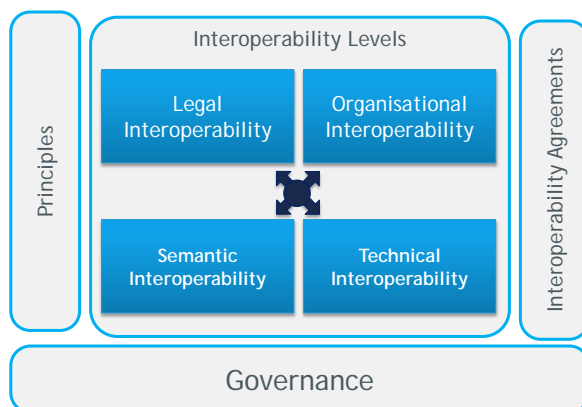 Principles
Interoperability Levels
Legal
Interoperability
Organisational
Interoperability
Semantic
Interoperability
Technical
Interoperability
Interoperability Agreements
Governance